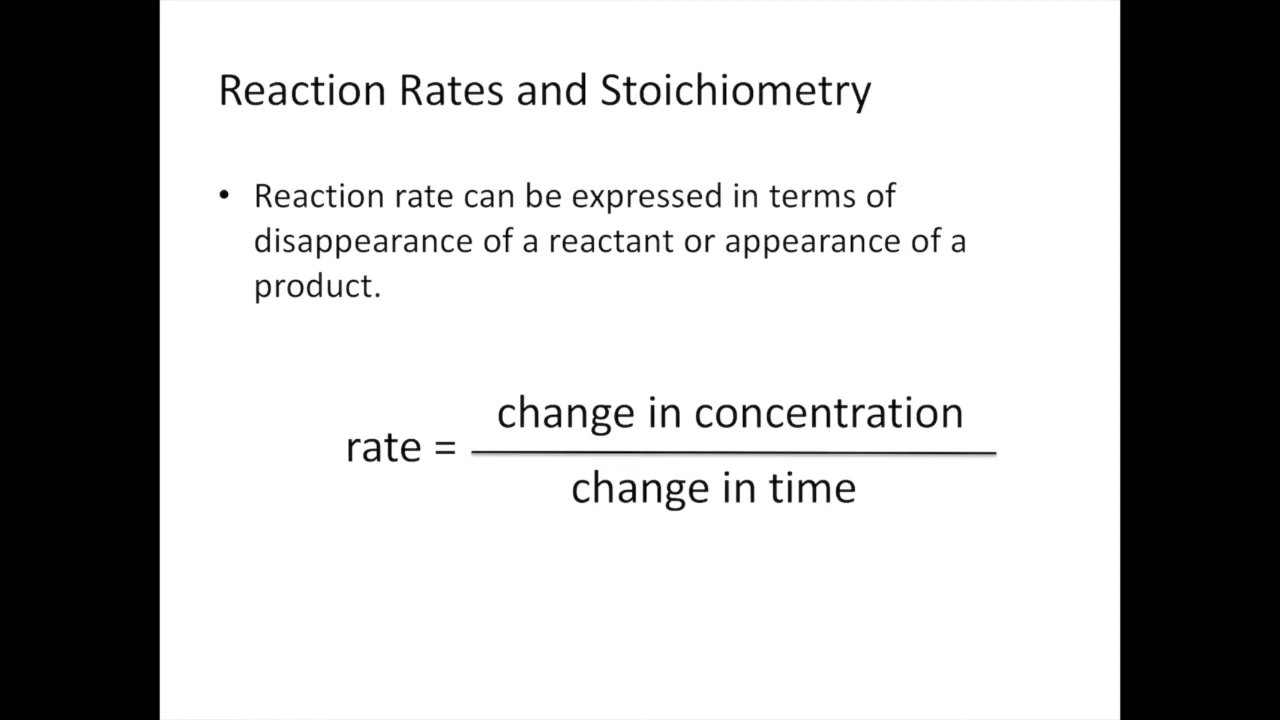 Reaction Rates and Stoichiometry
• Reaction rate can be expressed in terms of
disappearance of a reactant or appearance of a
product.
change in concentration
rate =
change in time